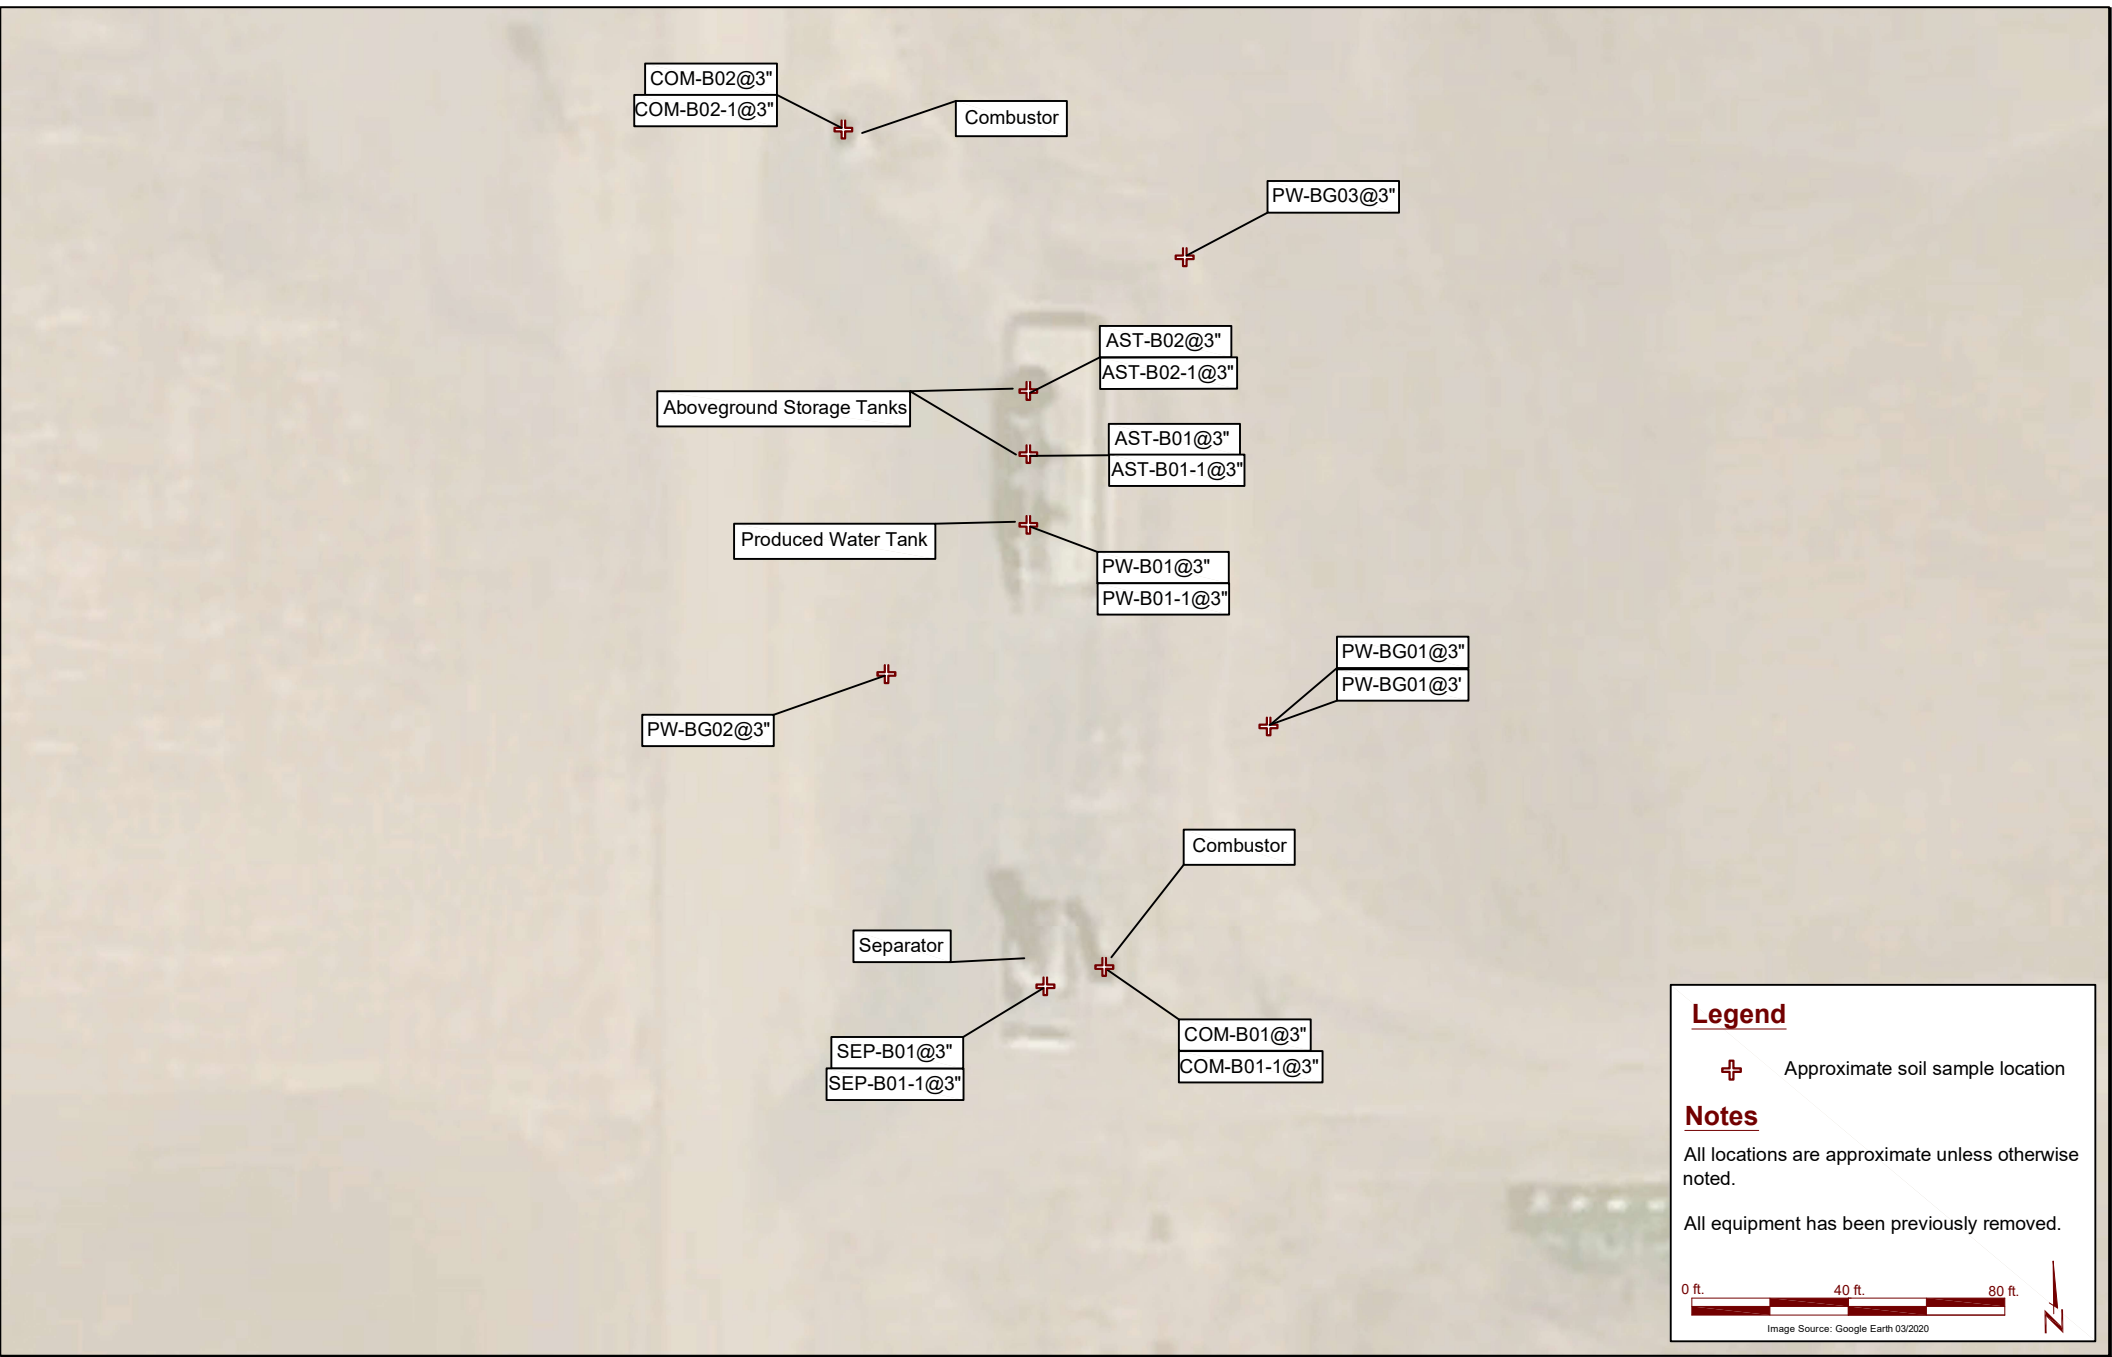 COM-B02@3"
COM-B02-1@3"
Combustor
PW-BG03@3"
AST-B02@3"
AST-B02-1@3"
Aboveground Storage Tanks
AST-B01@3"
AST-B01-1@3"
Produced Water Tank
PW-B01@3"
PW-B01-1@3"
PW-BG01@3"
PW-BG01@3'
PW-BG02@3"
Combustor
Separator
SEP-B01@3"
SEP-B01-1@3"
COM-B01@3"
COM-B01-1@3"
Legend
Approximate soil sample location
Notes
All locations are approximate unless otherwise
noted.
All equipment has been previously removed.
0 ft. 40 ft. 80 ft.
Image Source: Google Earth 03/2020
N